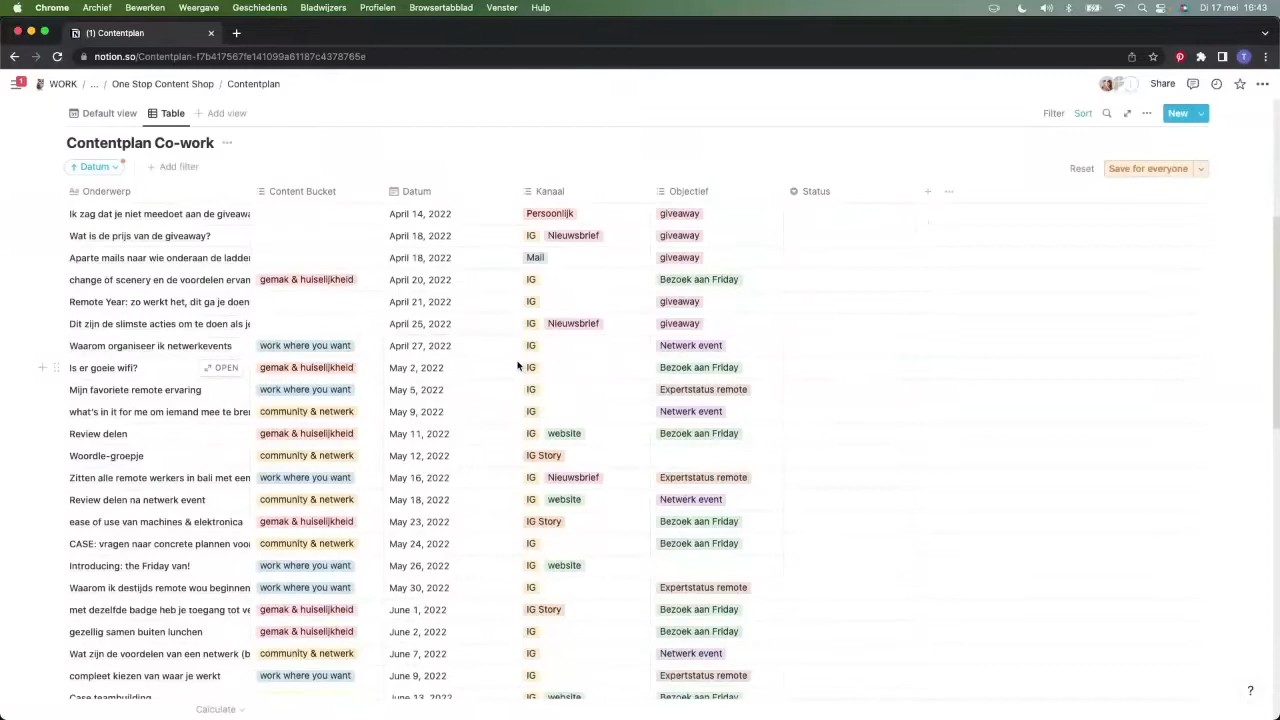 Chrome Archief Bewerken Weergave Geschiedenis Bladwijzers Profielen Browsertabblad Venster Hulp Di 17 mei 16:43
(1) Contentplan
notion.so/Contentplan-f7b417567fe141099a61187c4378765e T
1 WORK / ... / One Stop Content Shop / Contentplan Share
Default view Table + Add view Filter Sort New
Contentplan Co-work
Datum + Add filter Reset Save for everyone
Aa Onderwerp Content Bucket Datum Kanaal Objectief Status
Ik zag dat je niet meedoet aan de giveawa April 14, 2022 Persoonlijk giveaway
Wat is de prijs van de giveaway? April 18, 2022 IG Nieuwsbrief giveaway
Aparte mails naar wie onderaan de ladder April 18, 2022 Mail giveaway
change of scenery en de voordelen ervan gemak & huiselijkheid April 20, 2022 IG Bezoek aan Friday
Remote Year: zo werkt het, dit ga je doen April 21, 2022 IG giveaway
Dit zijn de slimste acties om te doen als je April 25, 2022 IG Nieuwsbrief giveaway
Waarom organiseer ik netwerkevents work where you want April 27, 2022 IG Netwerk event
Is er goeie wifi? OPEN gemak & huiselijkheid May 2, 2022 IG Bezoek aan Friday
Mijn favoriete remote ervaring work where you want May 5, 2022 IG Expertstatus remote
what's in it for me om iemand mee te bren community & netwerk May 9, 2022 IG Netwerk event
Review delen gemak & huiselijkheid May 11, 2022 IG website Bezoek aan Friday
Woordle-groepje community & netwerk May 12, 2022 IG Story
Zitten alle remote werkers in bali met een work where you want May 16, 2022 IG Nieuwsbrief Expertstatus remote
Review delen na netwerk event community & netwerk May 18, 2022 IG website Netwerk event
ease of use van machines & elektronica gemak & huiselijkheid May 23, 2022 IG Story Bezoek aan Friday
CASE: vragen naar concrete plannen voor community & netwerk May 24, 2022 IG Bezoek aan Friday
Introducing: the Friday van! work where you want May 26, 2022 IG website
Waarom ik destijds remote wou beginnen work where you want May 30, 2022 IG Expertstatus remote
met dezelfde badge heb je toegang tot ve gemak & huiselijkheid June 1, 2022 IG Story Bezoek aan Friday
gezellig samen buiten lunchen gemak & huiselijkheid June 2, 2022 IG Bezoek aan Friday
Wat zijn de voordelen van een netwerk (b community & netwerk June 7, 2022 IG Netwerk event
compleet kiezen van waar je werkt work where you want June 9, 2022 IG Expertstatus remote
Case teambuilding June 13, 2022 IG website Bezoek aan Friday
Calculate ?